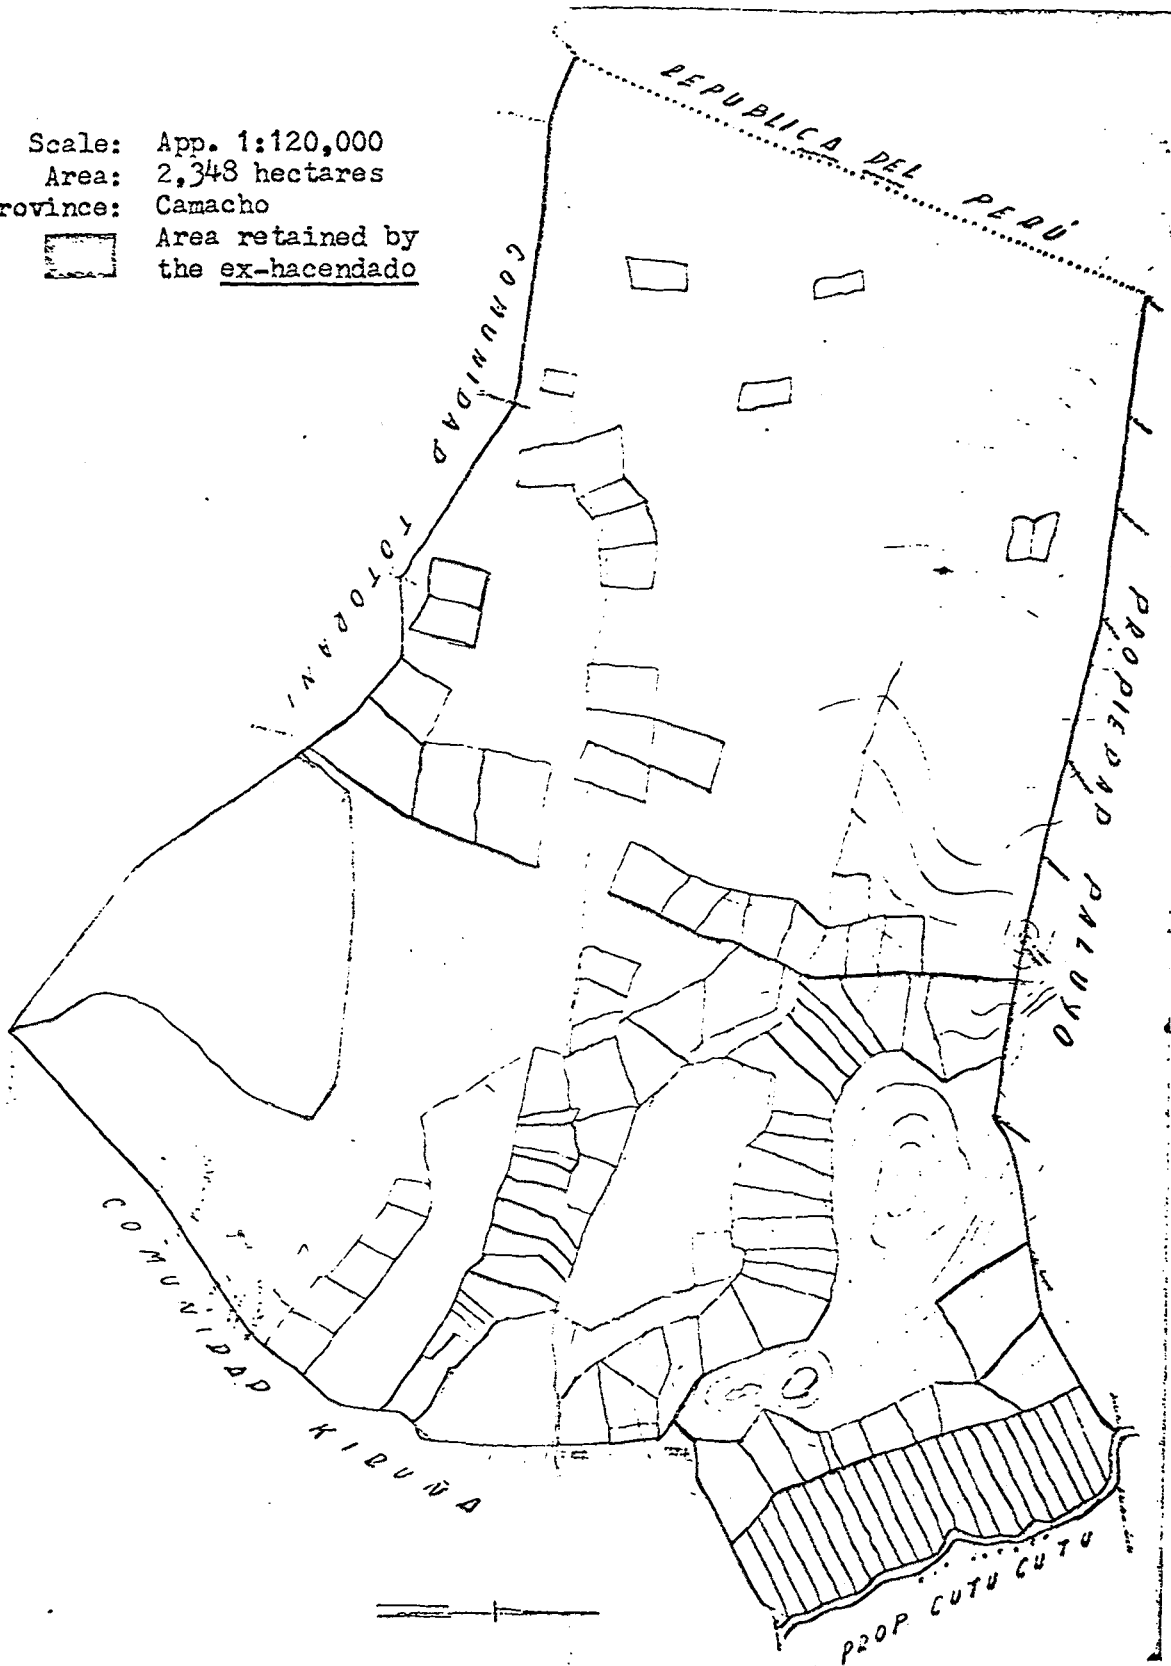 Scale: App. 1:120,000
Area: 2,348 hectares
rovince: Camacho
Area retained by
the ex-hacendado
REPUBLICA DEL PERÚ
COMUNIDAD TOTORANI
PROPIEDAD PALUYO
COMUNIDAD KIRUÑA
PROP. CUTU CUTU